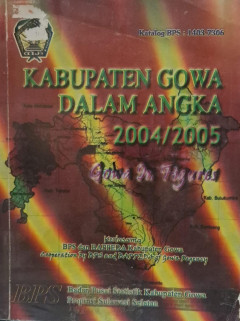 Katalog BPS : 1403.7306
KABUPATEN GOWA
DALAM ANGKA
2004/2005
Gowa In Figures
Kerjasama
BPS dan BAPPEDA Kabupaten Gowa
BPS
Badan Pusat Statistik Kabupaten Gowa
Propinsi Sulawesi Selatan